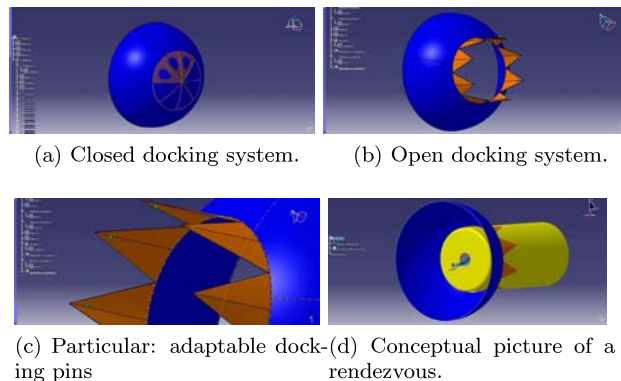 (a) Closed docking system.
(b) Open docking system.
(c) Particular: adaptable dock-
ing pins
(d) Conceptual picture of a
rendezvous.